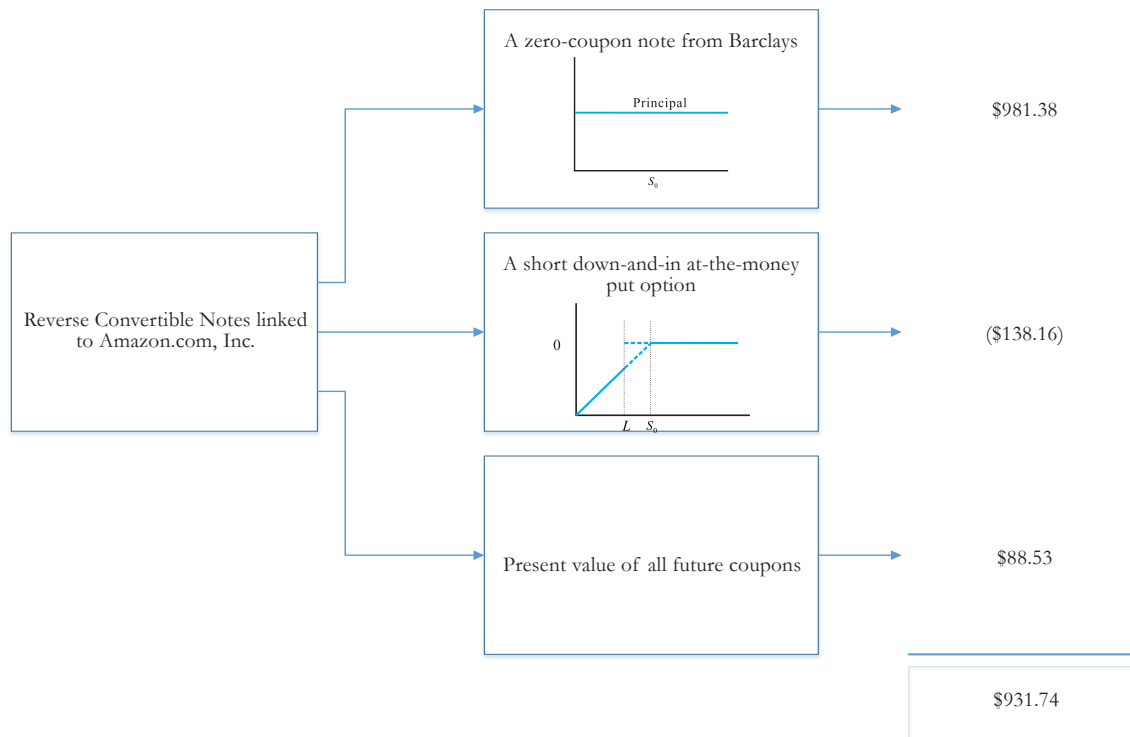 A zero-coupon note from Barclays
Principal
S₀
$981.38
Reverse Convertible Notes linked
to Amazon.com, Inc.
A short down-and-in at-the-money
put option
0
L S₀
($138.16)
Present value of all future coupons
$88.53
$931.74